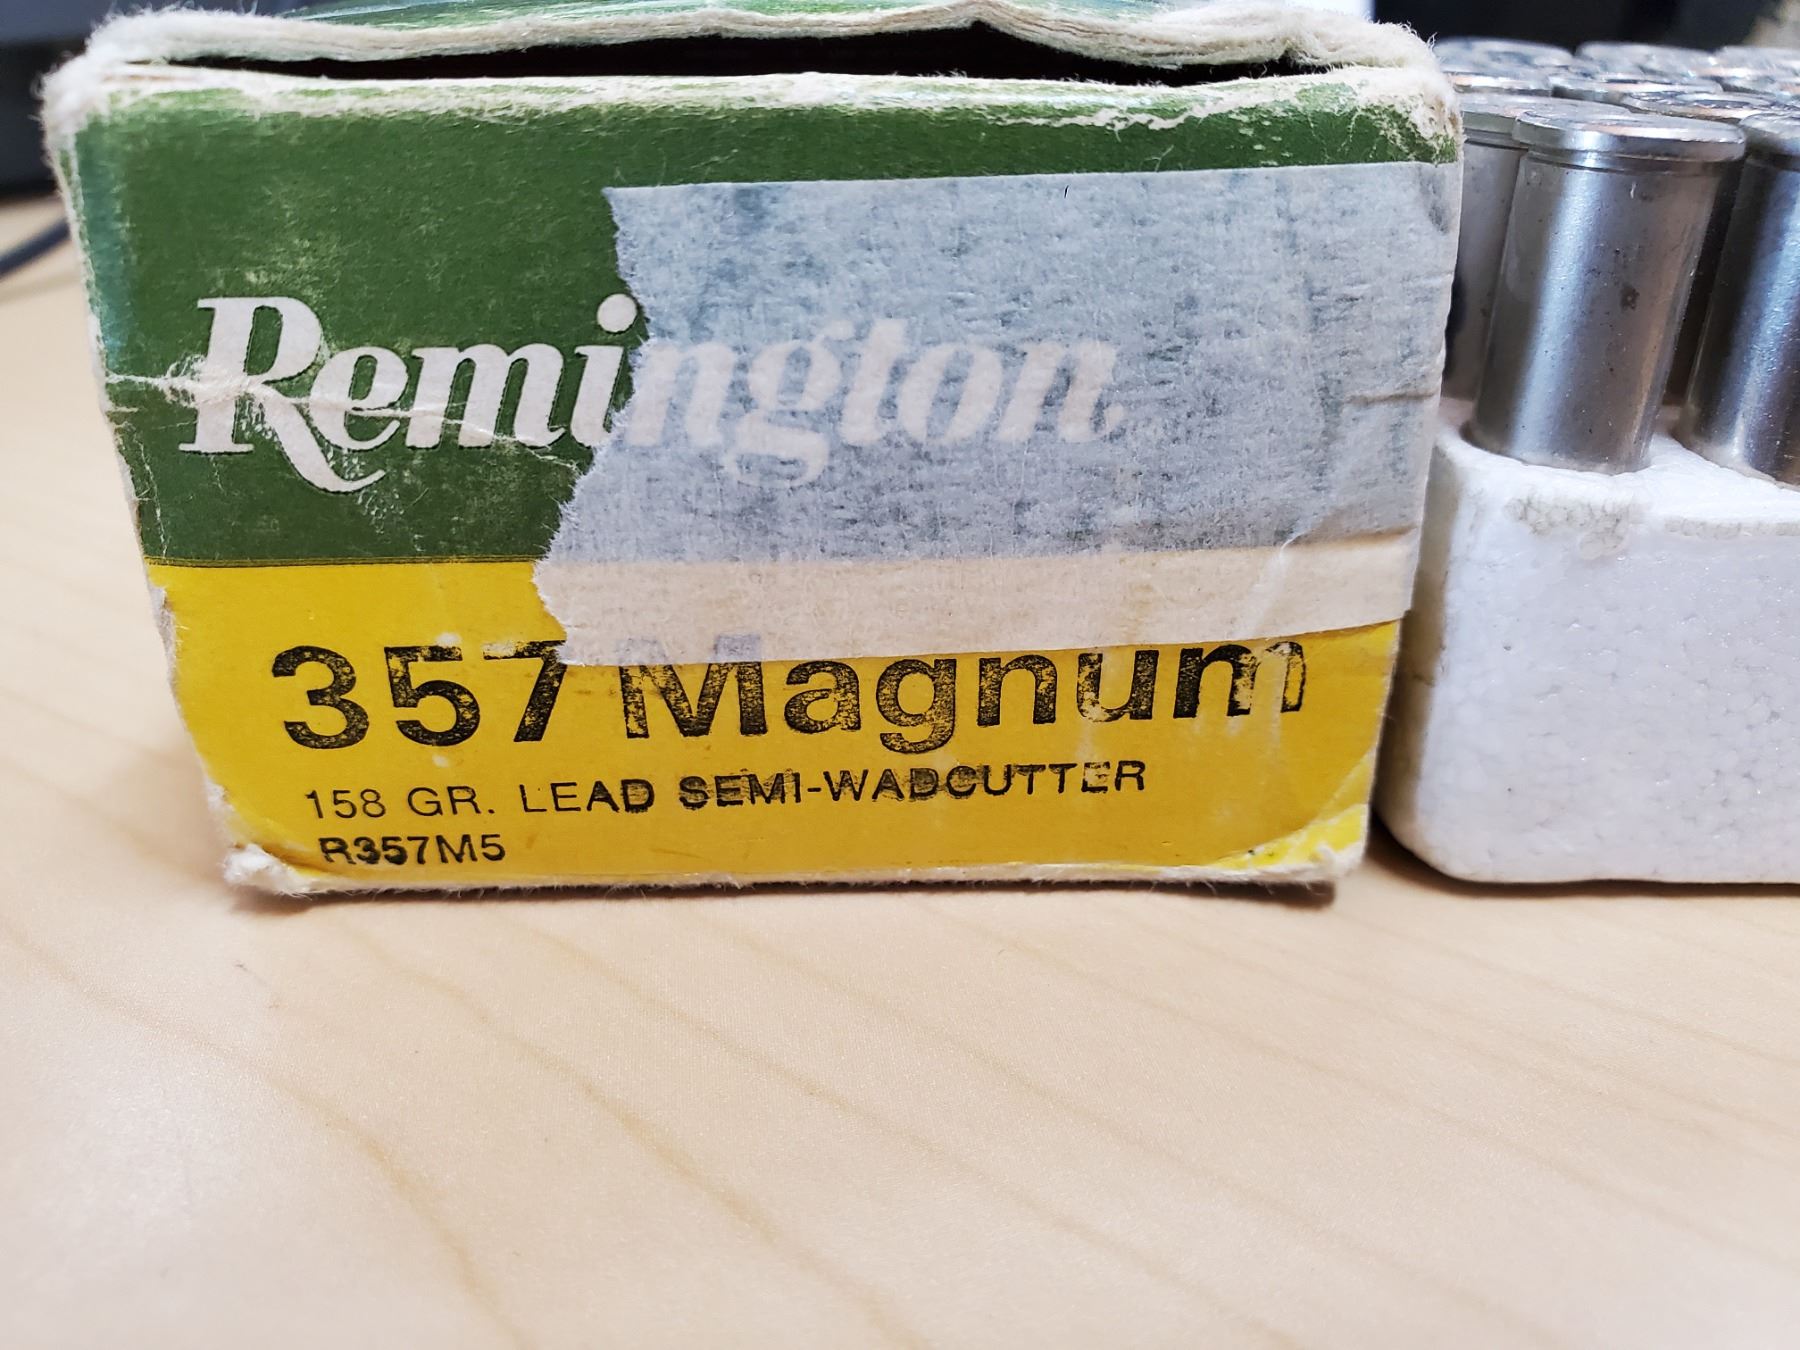 Remington
357 Magnum
158 GR. LEAD SEMI-WADCUTTER
R357M5